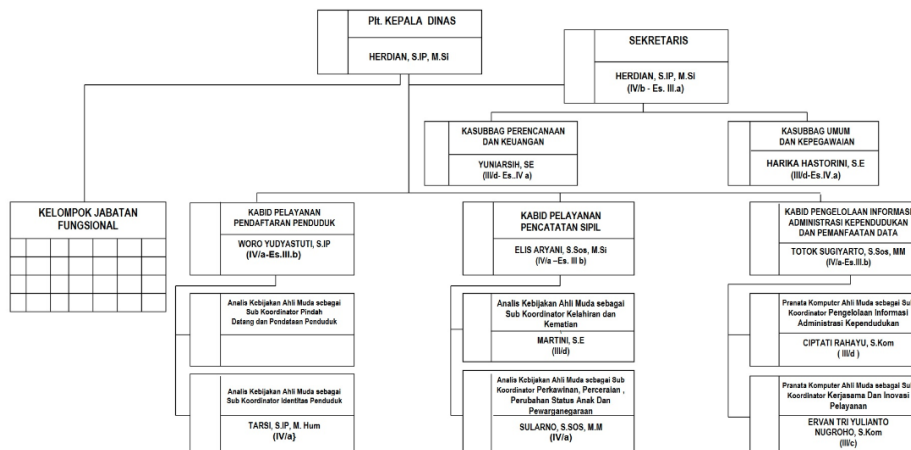 Plt. KEPALA DINAS
HERDIAN, S.IP, M.Si
SEKRETARIS
HERDIAN, S.IP, M.Si
(IV/b - Es. III.a)
KASUBBAG PERENCANAAN
DAN KEUANGAN
YUNIARSIH, SE
(III/d- Es..IV a)
KASUBBAG UMUM
DAN KEPEGAWAIAN
HARIKA HASTORINI, S.E
(III/d-Es.IV.a)
KELOMPOK JABATAN
FUNGSIONAL
KABID PELAYANAN
PENDAFTARAN PENDUDUK
WORO YUDYASTUTI, S.IP
(IV/a-Es.III.b)
KABID PELAYANAN
PENCATATAN SIPIL
ELIS ARYANI, S.Sos, M.Si
(IV/a –Es. III b)
KABID PENGELOLAAN INFORMASI
ADMINISTRASI KEPENDUDUKAN
DAN PEMANFAATAN DATA
TOTOK SUGIYARTO, S.Sos, MM
(IV/a-Es.III.b)
Analis Kebijakan Ahli Muda sebagai
Sub Koordinator Pindah
Datang dan Pendataan Penduduk
Analis Kebijakan Ahli Muda sebagai
Sub Koordinator Kelahiran dan
Kematian
MARTINI, S.E
(III/d)
Pranata Komputer Ahli Muda sebagai Sub
Koordinator Pengelolaan Informasi
Administrasi Kependudukan
CIPTATI RAHAYU, S.Kom
( III/d )
Analis Kebijakan Ahli Muda sebagai
Sub Koordinator Identitas Penduduk
TARSI, S.IP, M. Hum
(IV/a}
Analis Kebijakan Ahli Muda sebagai Sub
Koordinator Perkawinan, Perceraian ,
Perubahan Status Anak Dan
Pewarganegaraan
SULARNO, S.SOS, M.M
(IV/a)
Pranata Komputer Ahli Muda sebagai Sub
Koordinator Kerjasama Dan Inovasi
Pelayanan
ERVAN TRI YULIANTO
NUGROHO, S.Kom
(III/c)